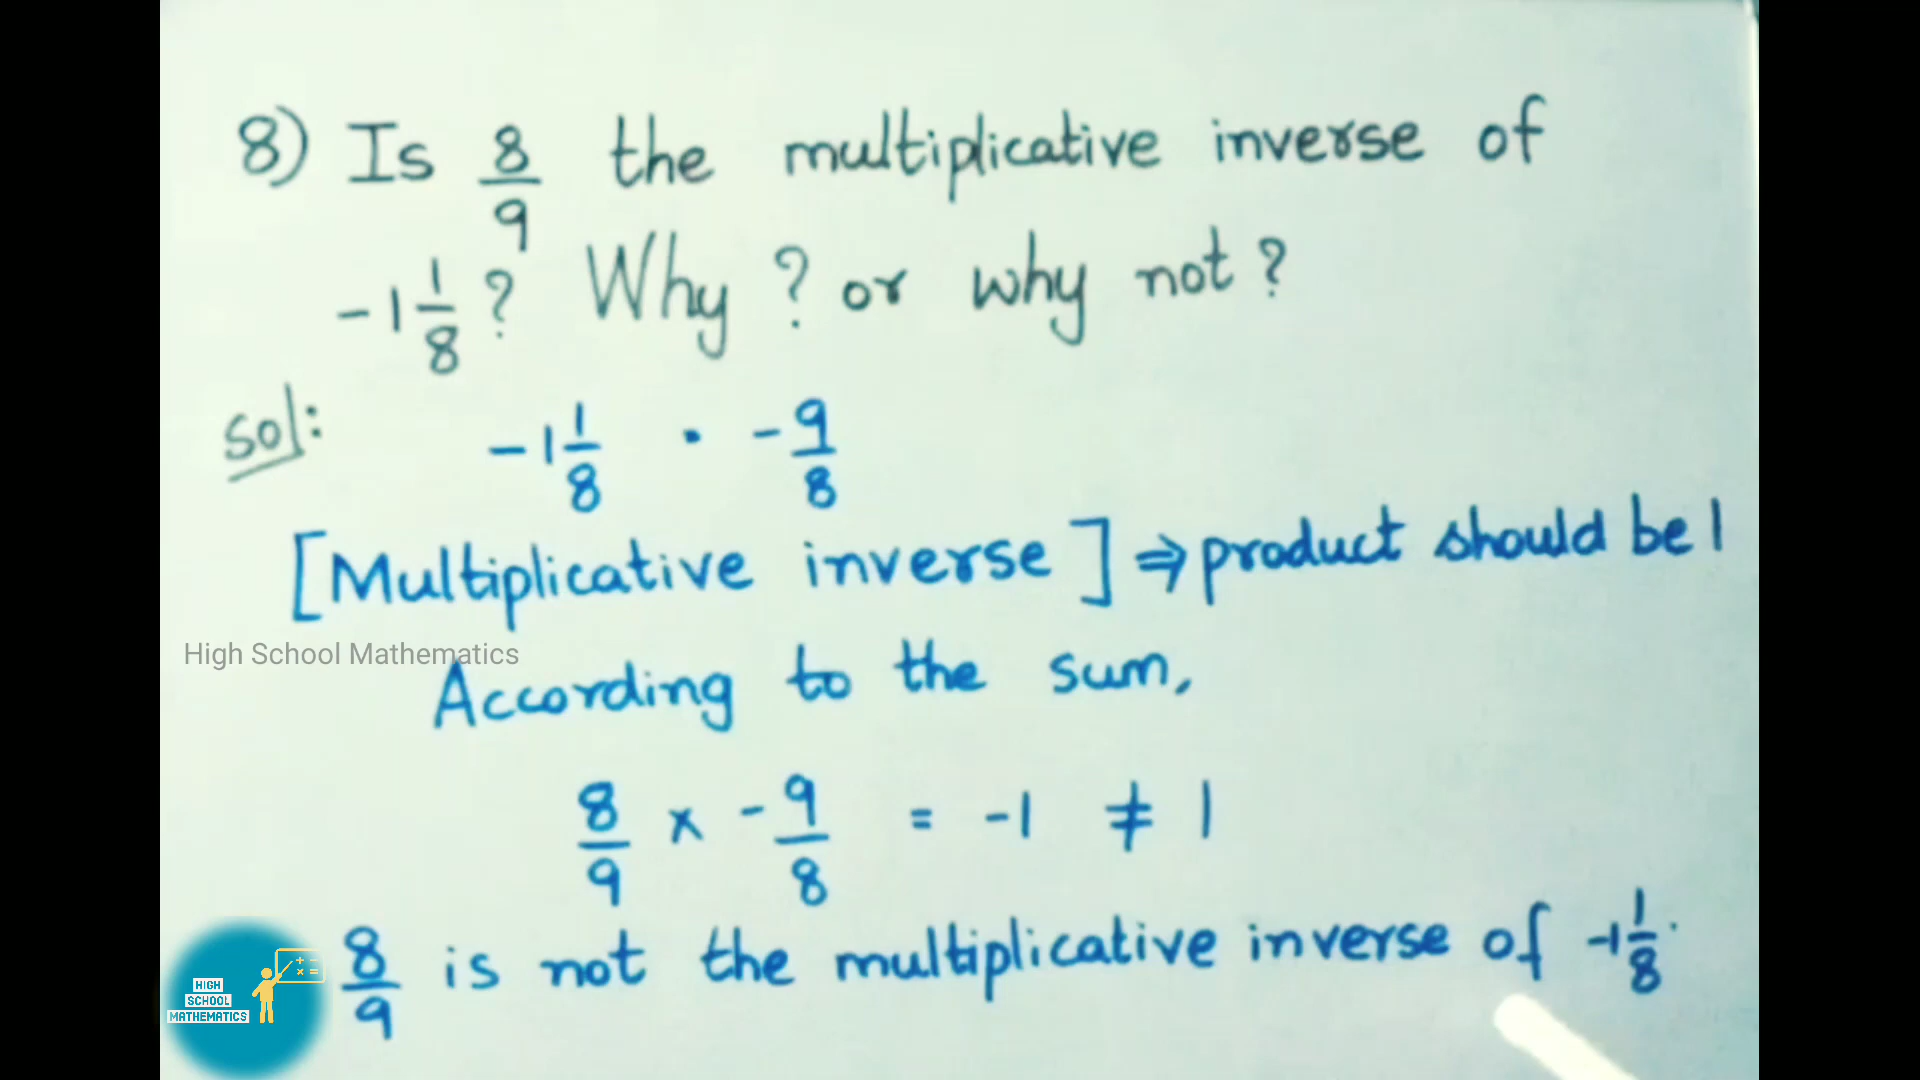 8) Is 8/9 the multiplicative inverse of
-1 1/8 ? Why ? or why not ?
Sol:
-1 1/8 · -9/8
[Multiplicative inverse] ⇒ product should be 1
High School Mathematics
According to the sum,
8/9 x -9/8 = -1 ≠ 1
8/9 is not the multiplicative inverse of -1 1/8.
HIGH
SCHOOL
MATHEMATICS
+ -
× =